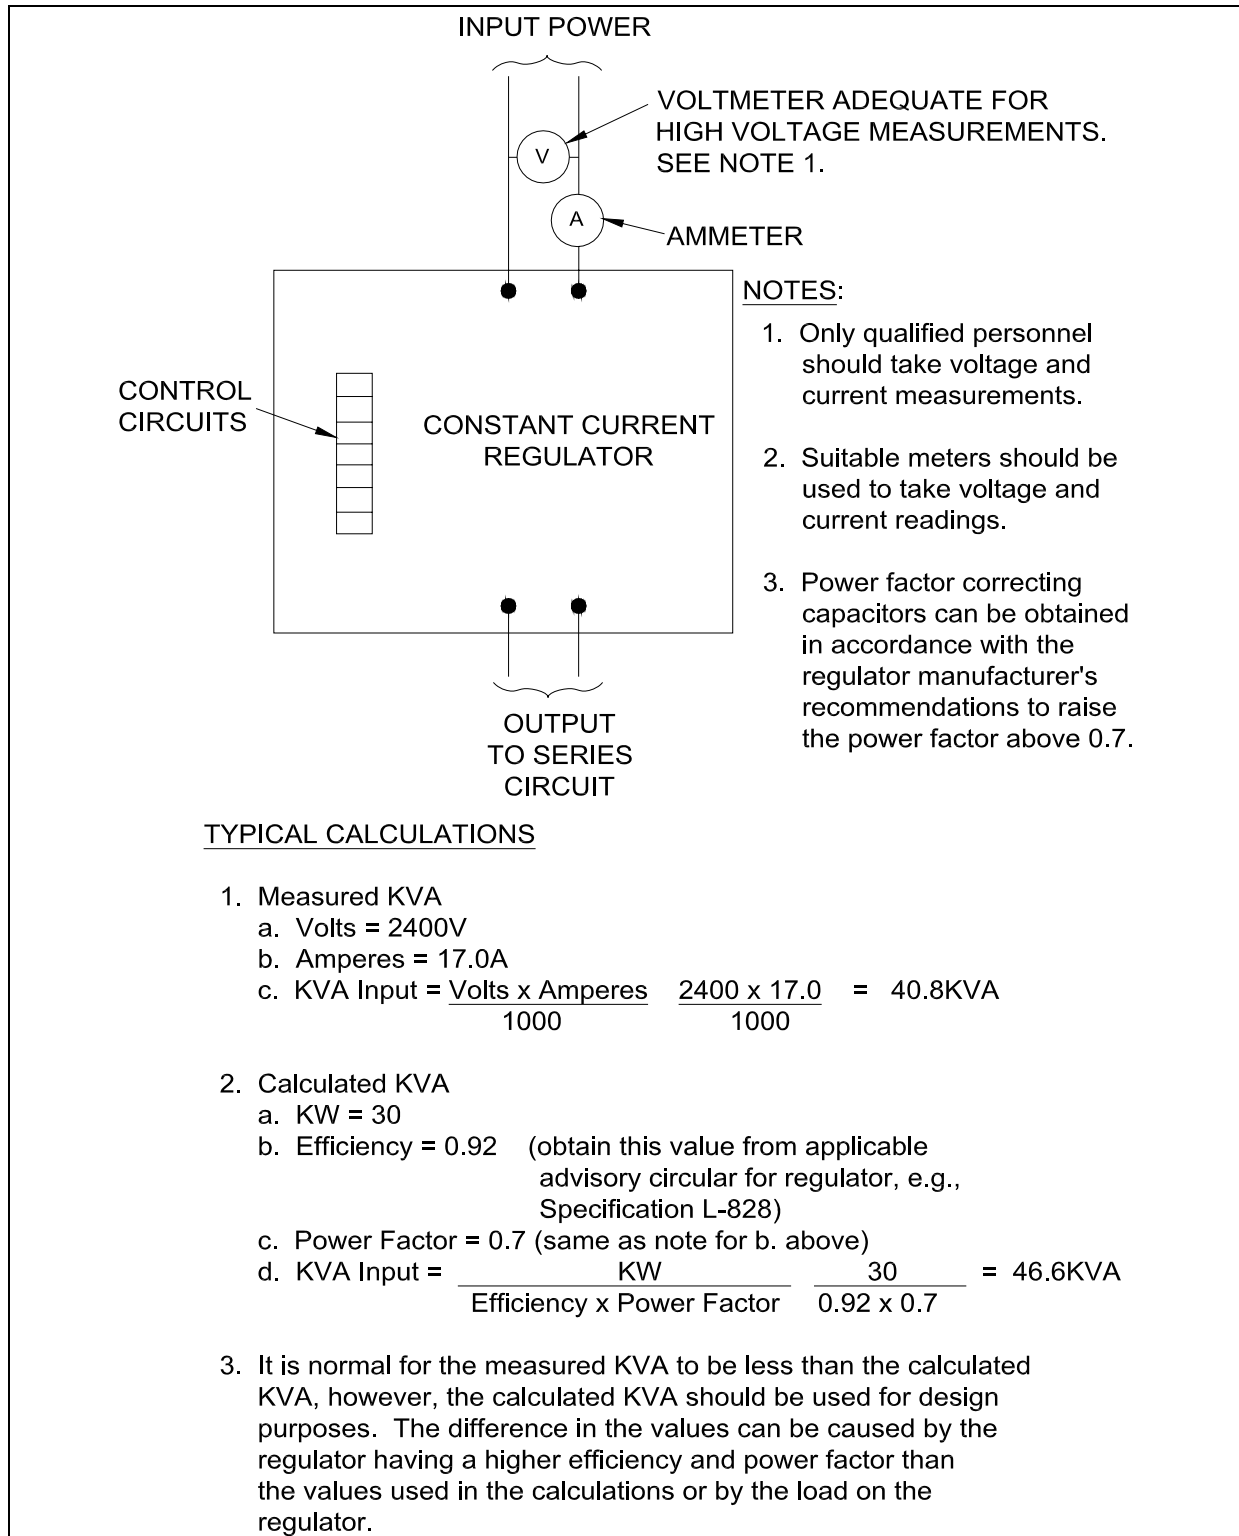 INPUT POWER
VOLTMETER ADEQUATE FOR
HIGH VOLTAGE MEASUREMENTS.
SEE NOTE 1.
V
A
AMMETER
CONTROL
CIRCUITS
CONSTANT CURRENT
REGULATOR
OUTPUT
TO SERIES
CIRCUIT
NOTES:
1. Only qualified personnel
should take voltage and
current measurements.
2. Suitable meters should be
used to take voltage and
current readings.
3. Power factor correcting
capacitors can be obtained
in accordance with the
regulator manufacturer's
recommendations to raise
the power factor above 0.7.
TYPICAL CALCULATIONS
1. Measured KVA
a. Volts = 2400V
b. Amperes = 17.0A
c. KVA Input = Volts x Amperes 2400 x 17.0 = 40.8KVA
1000 1000
2. Calculated KVA
a. KW = 30
b. Efficiency = 0.92 (obtain this value from applicable
advisory circular for regulator, e.g.,
Specification L-828)
c. Power Factor = 0.7 (same as note for b. above)
d. KVA Input = KW 30 = 46.6KVA
Efficiency x Power Factor 0.92 x 0.7
3. It is normal for the measured KVA to be less than the calculated
KVA, however, the calculated KVA should be used for design
purposes. The difference in the values can be caused by the
regulator having a higher efficiency and power factor than
the values used in the calculations or by the load on the
regulator.